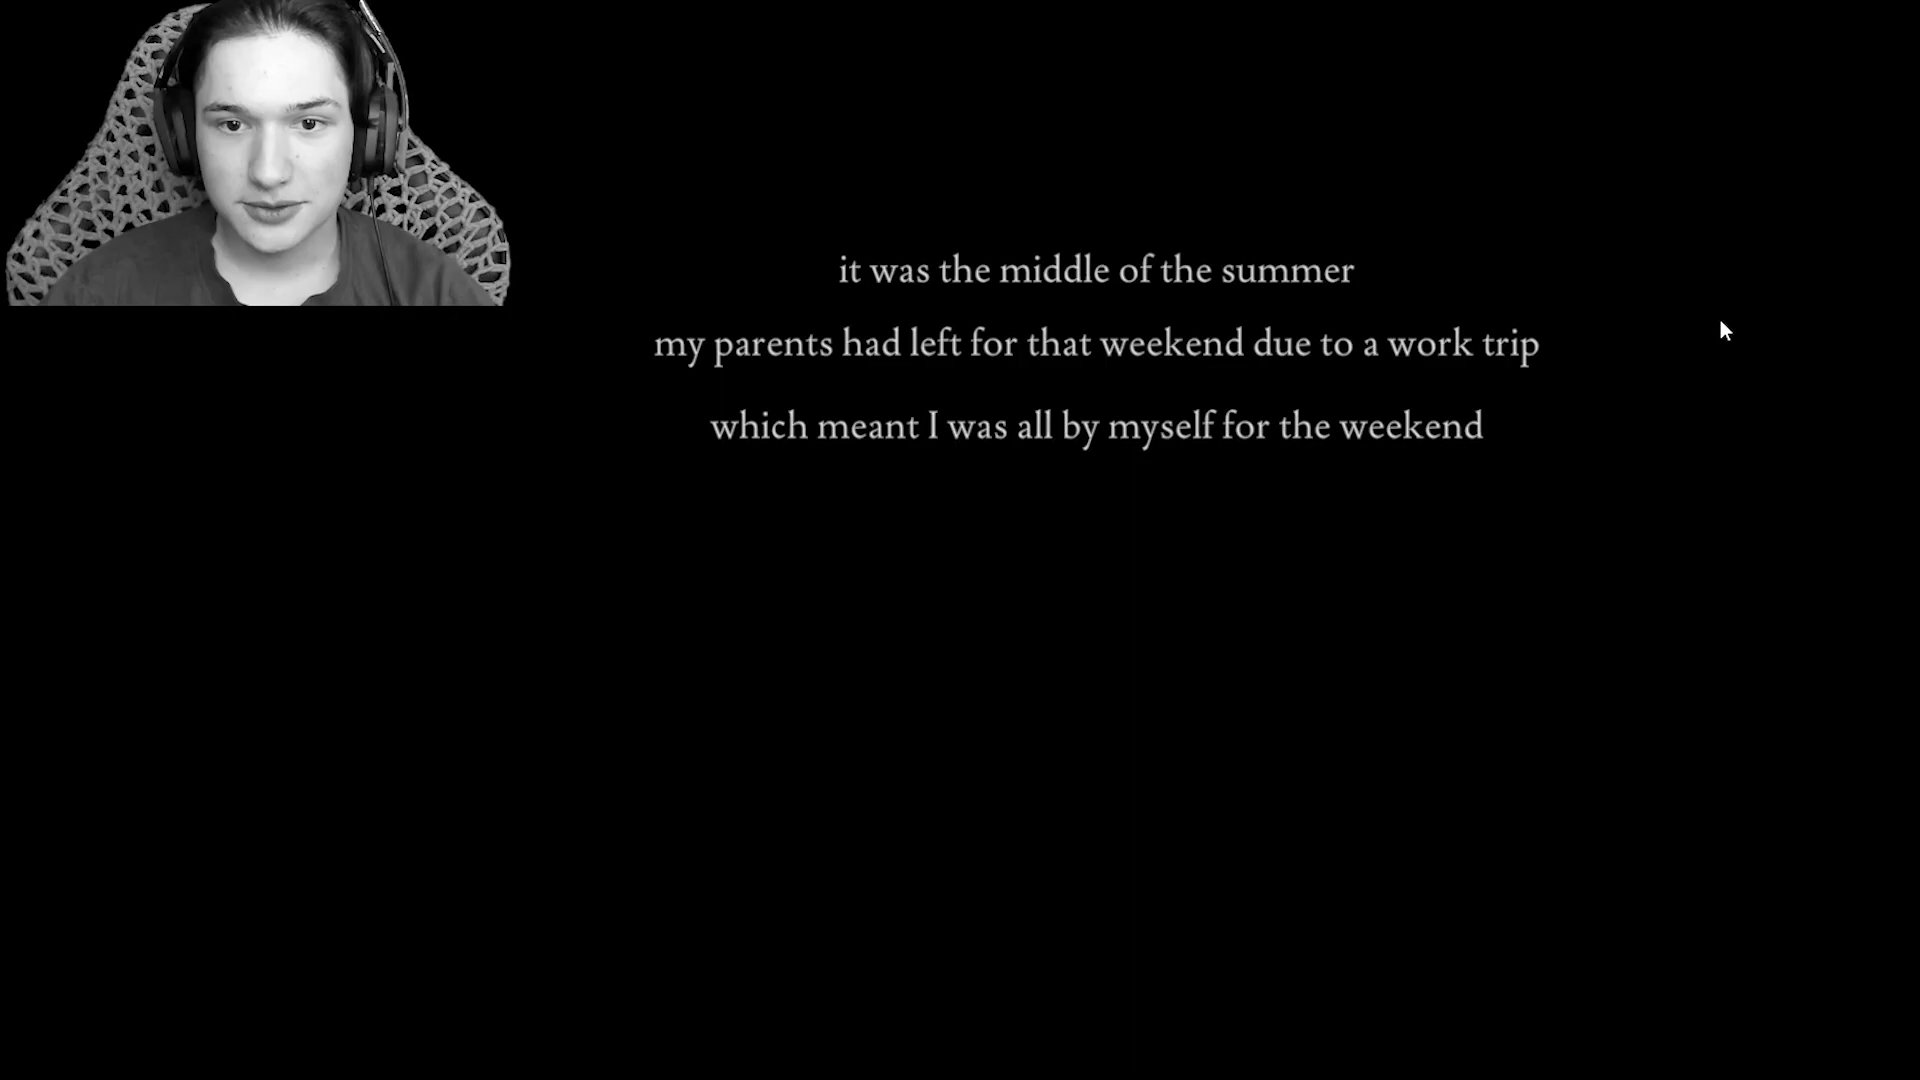 it was the middle of the summer
my parents had left for that weekend due to a work trip
which meant I was all by myself for the weekend